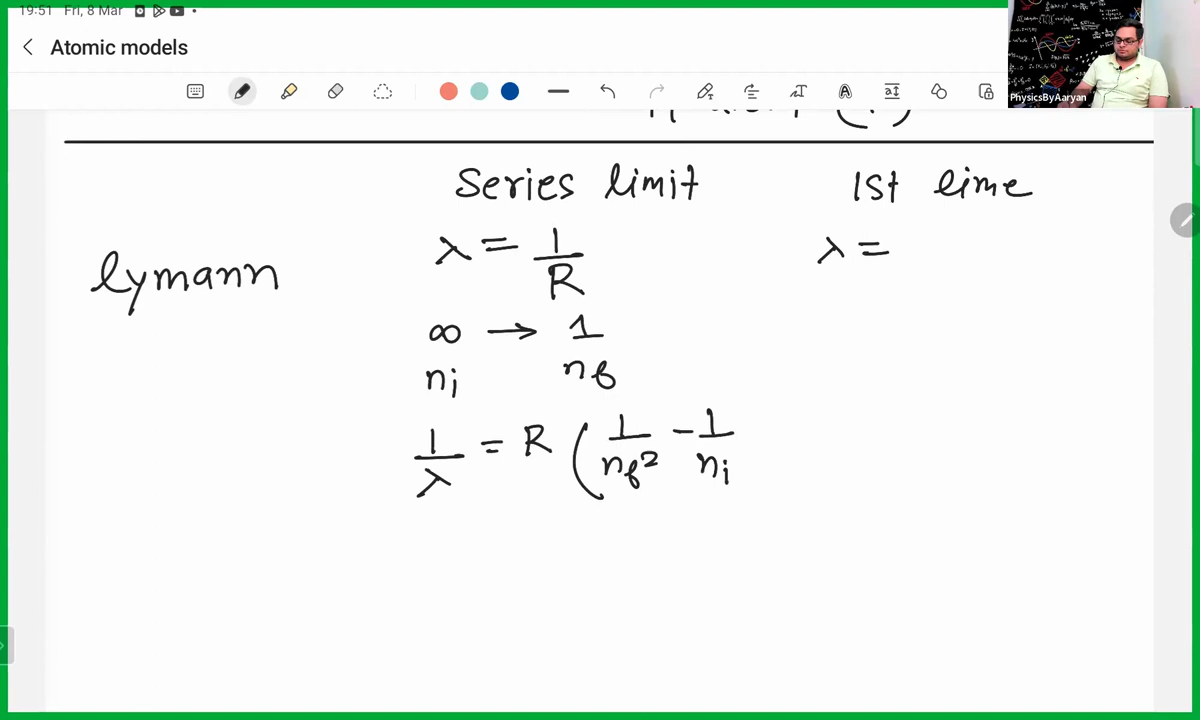 19:51 Fri, 8 Mar
Atomic models
PhysicsByAaryan
Series limit
1st line
lymann
λ = 1/R
λ =
∞ → 1
ni nf
1/λ = R ( 1/nf² - 1/ni